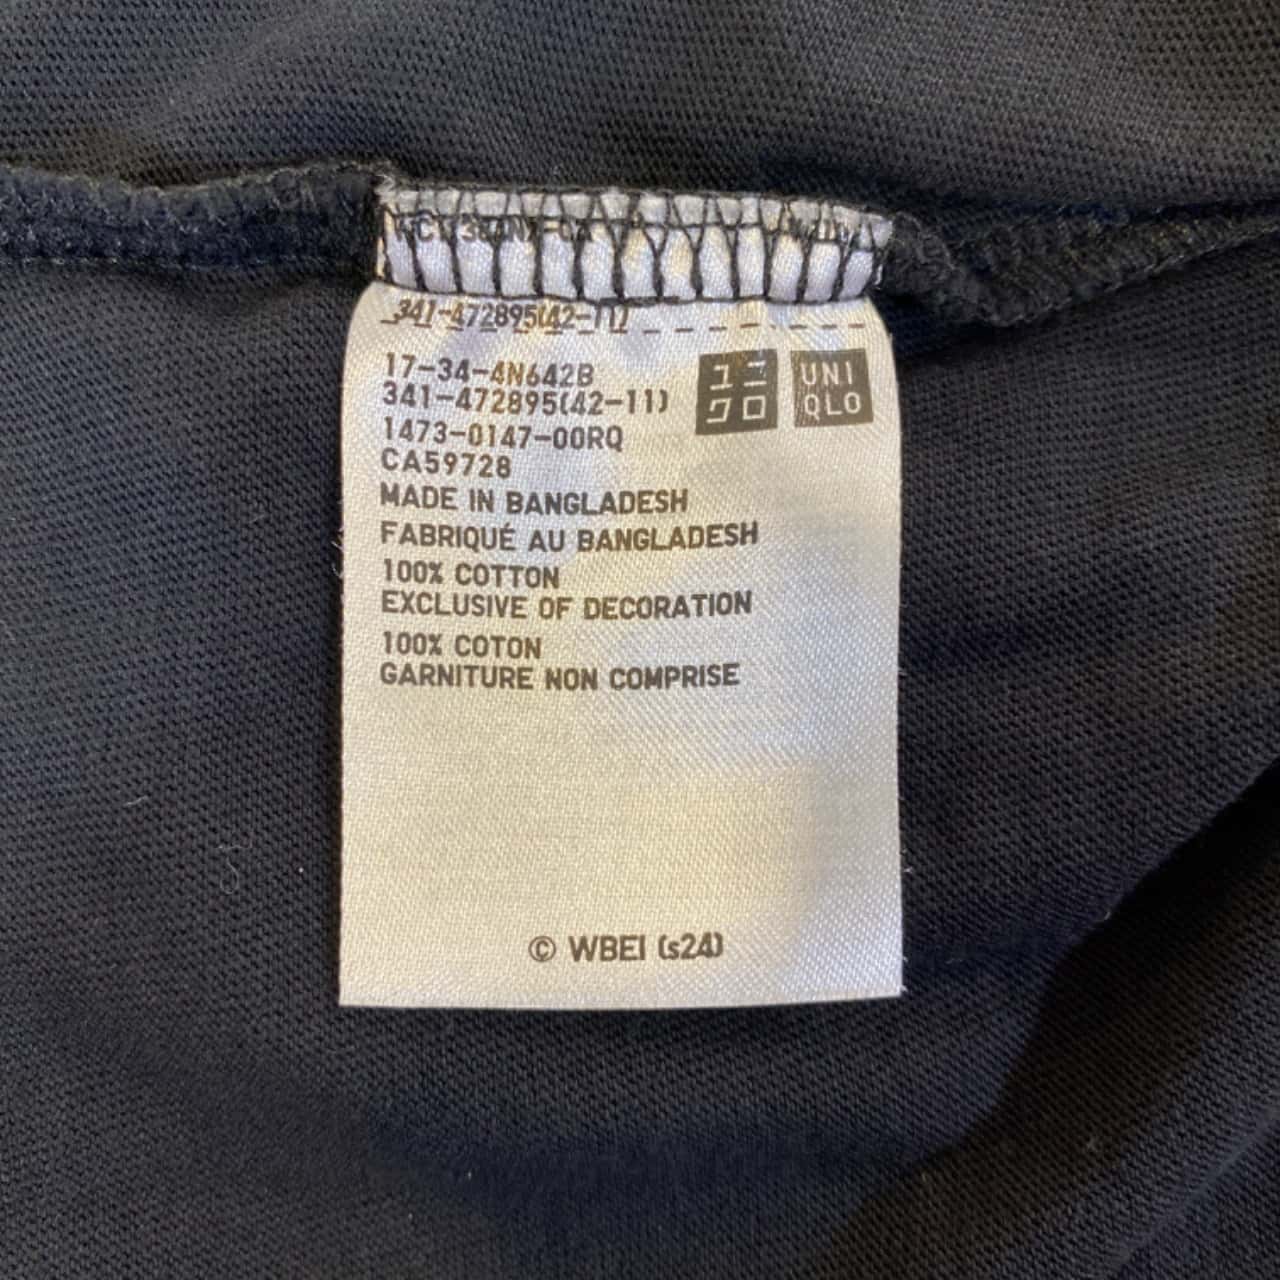 341-472895(42-11)
17-34-4N642B
341-472895(42-11)
1473-0147-00RQ
CA59728
ユニ
クロ
UNI
QLO
MADE IN BANGLADESH
FABRIQUÉ AU BANGLADESH
100% COTTON
EXCLUSIVE OF DECORATION
100% COTON
GARNITURE NON COMPRISE
© WBEI (s24)